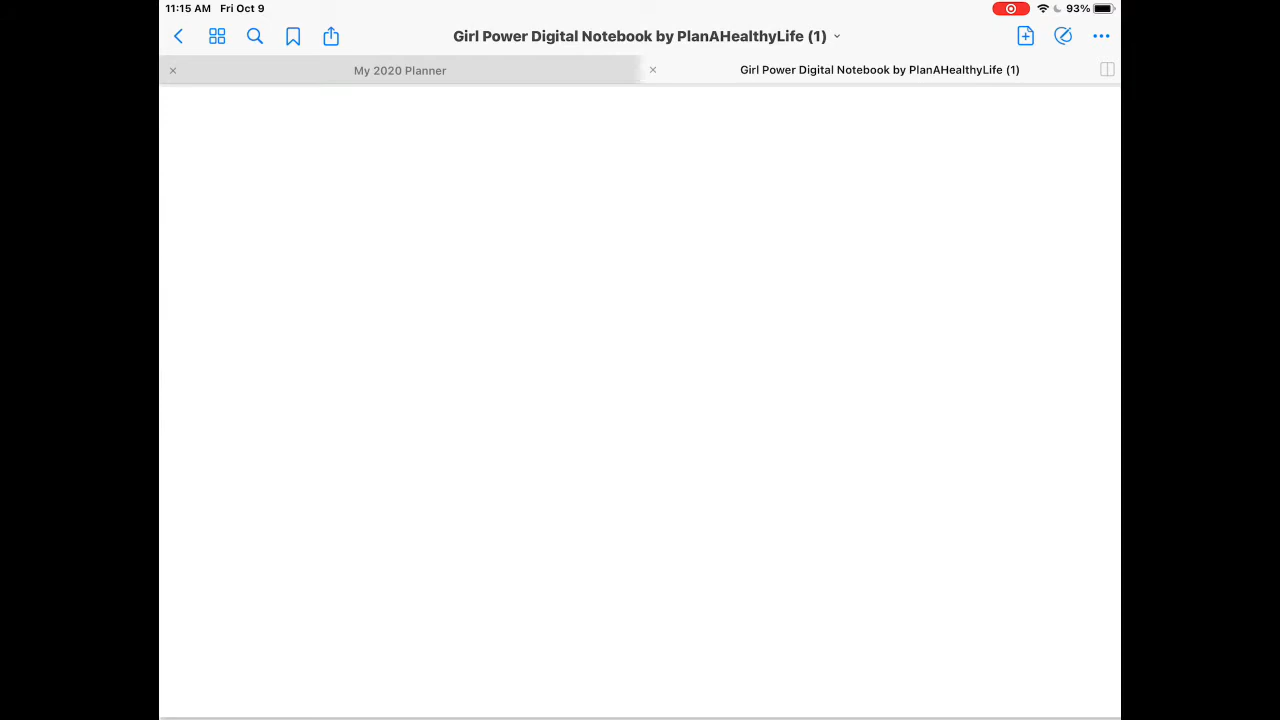 11:15 AM Fri Oct 9
93%
Girl Power Digital Notebook by PlanAHealthyLife (1)
My 2020 Planner
Girl Power Digital Notebook by PlanAHealthyLife (1)